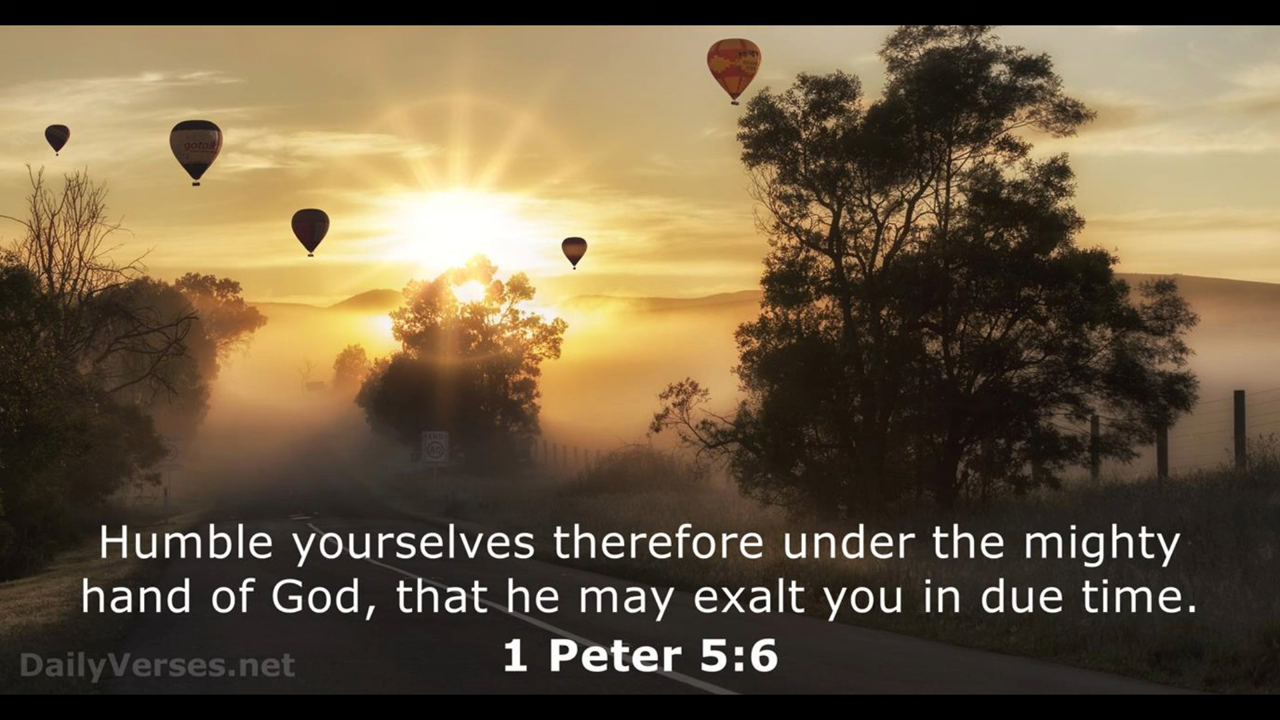 gotalk
Humble yourselves therefore under the mighty
hand of God, that he may exalt you in due time.
1 Peter 5:6
DailyVerses.net